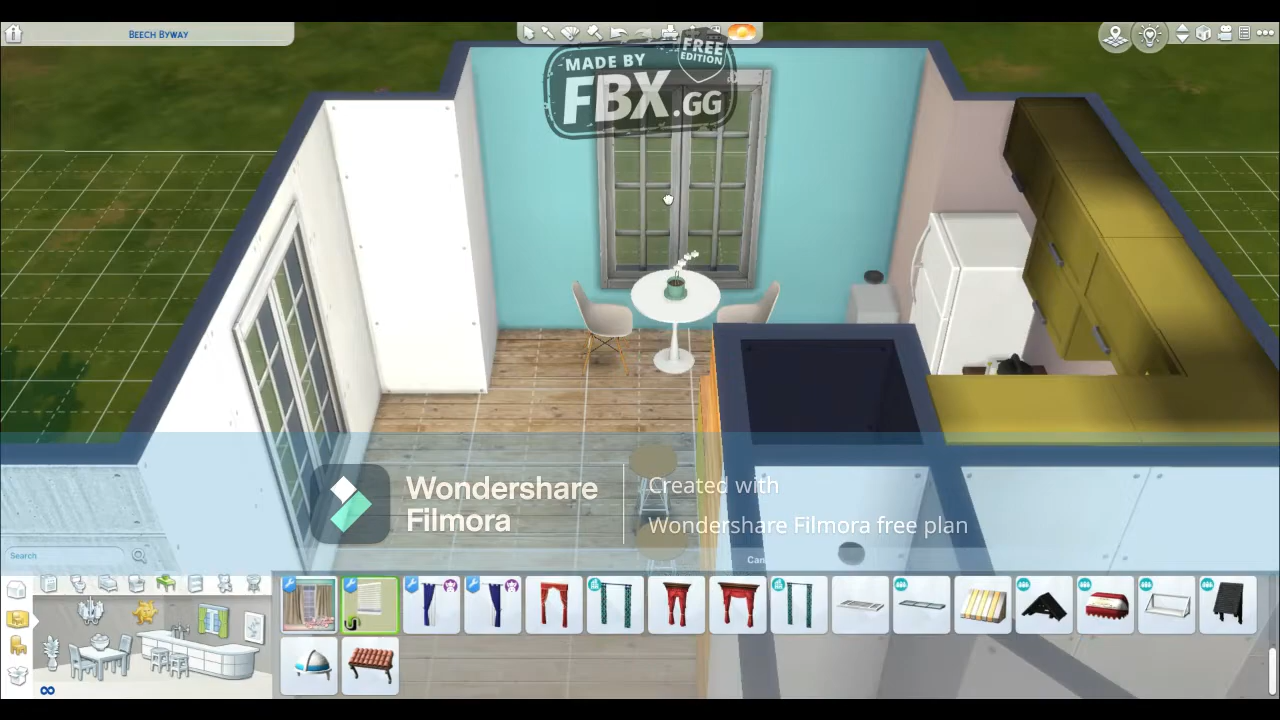 BEECH BYWAY
MADE BY
FREE
EDITION
FBX.GG
Wondershare
Filmora
Created with
Wondershare Filmora free plan
Search